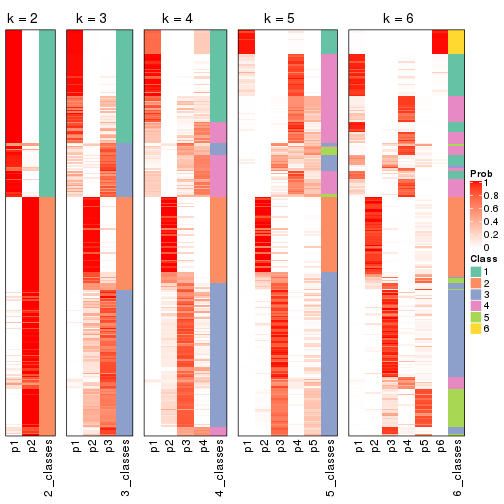 k = 2
k = 3
k = 4
k = 5
k = 6
Prob
1
0.8
0.6
0.4
0.2
0
Class
1
2
3
4
5
6
p1
p2
2_classes
p1
p2
p3
3_classes
p1
p2
p3
p4
4_classes
p1
p2
p3
p4
p5
5_classes
p1
p2
p3
p4
p5
p6
6_classes